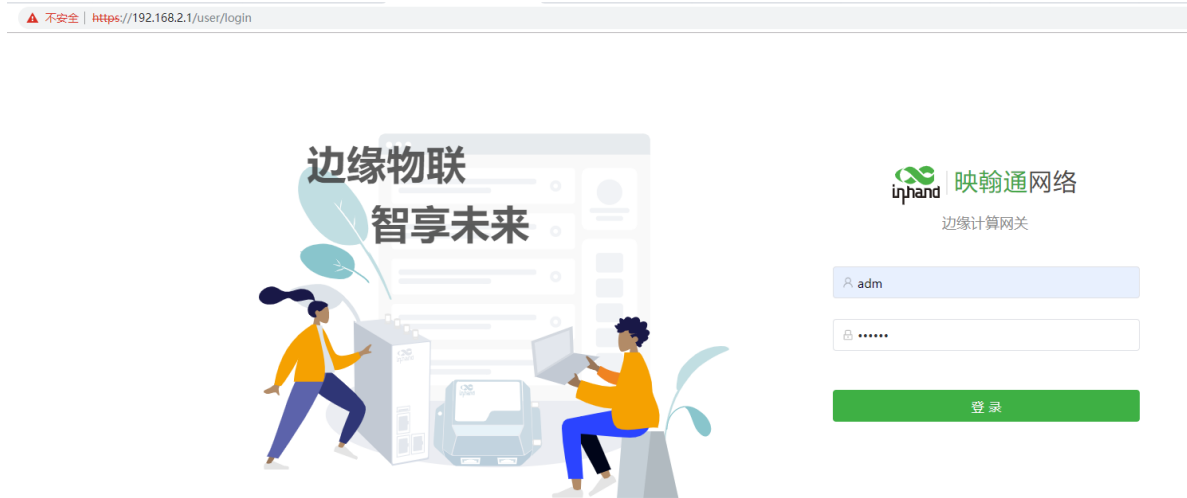 不安全 | https://192.168.2.1/user/login
边缘物联
智享未来
inhand 映翰通网络
边缘计算网关
adm
••••••
登 录